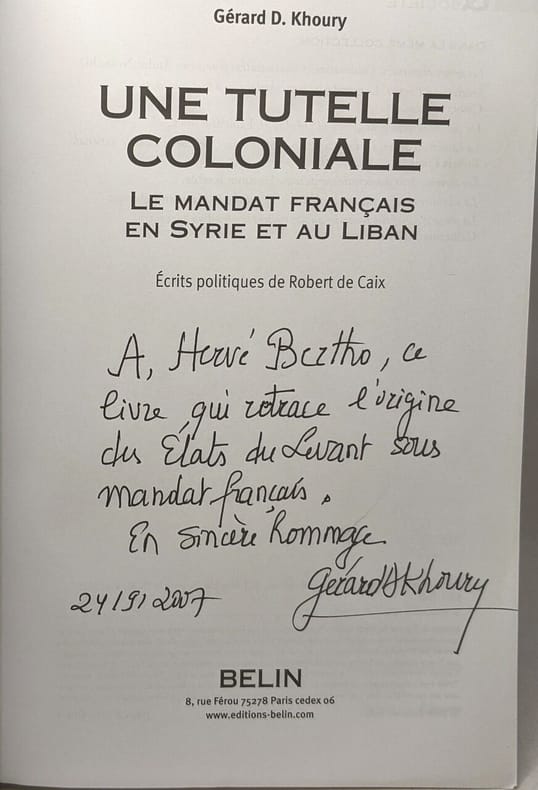 Gérard D. Khoury
UNE TUTELLE
COLONIALE
LE MANDAT FRANÇAIS
EN SYRIE ET AU LIBAN
Écrits politiques de Robert de Caix
A, Hervé Bertho, ce
livre qui retrace l'origine
des États du Levant sous
mandat français.
En sincère hommage
Gérard D Khoury
24/9/2007
BELIN
8, rue Férou 75278 Paris cedex 06
www.editions-belin.com